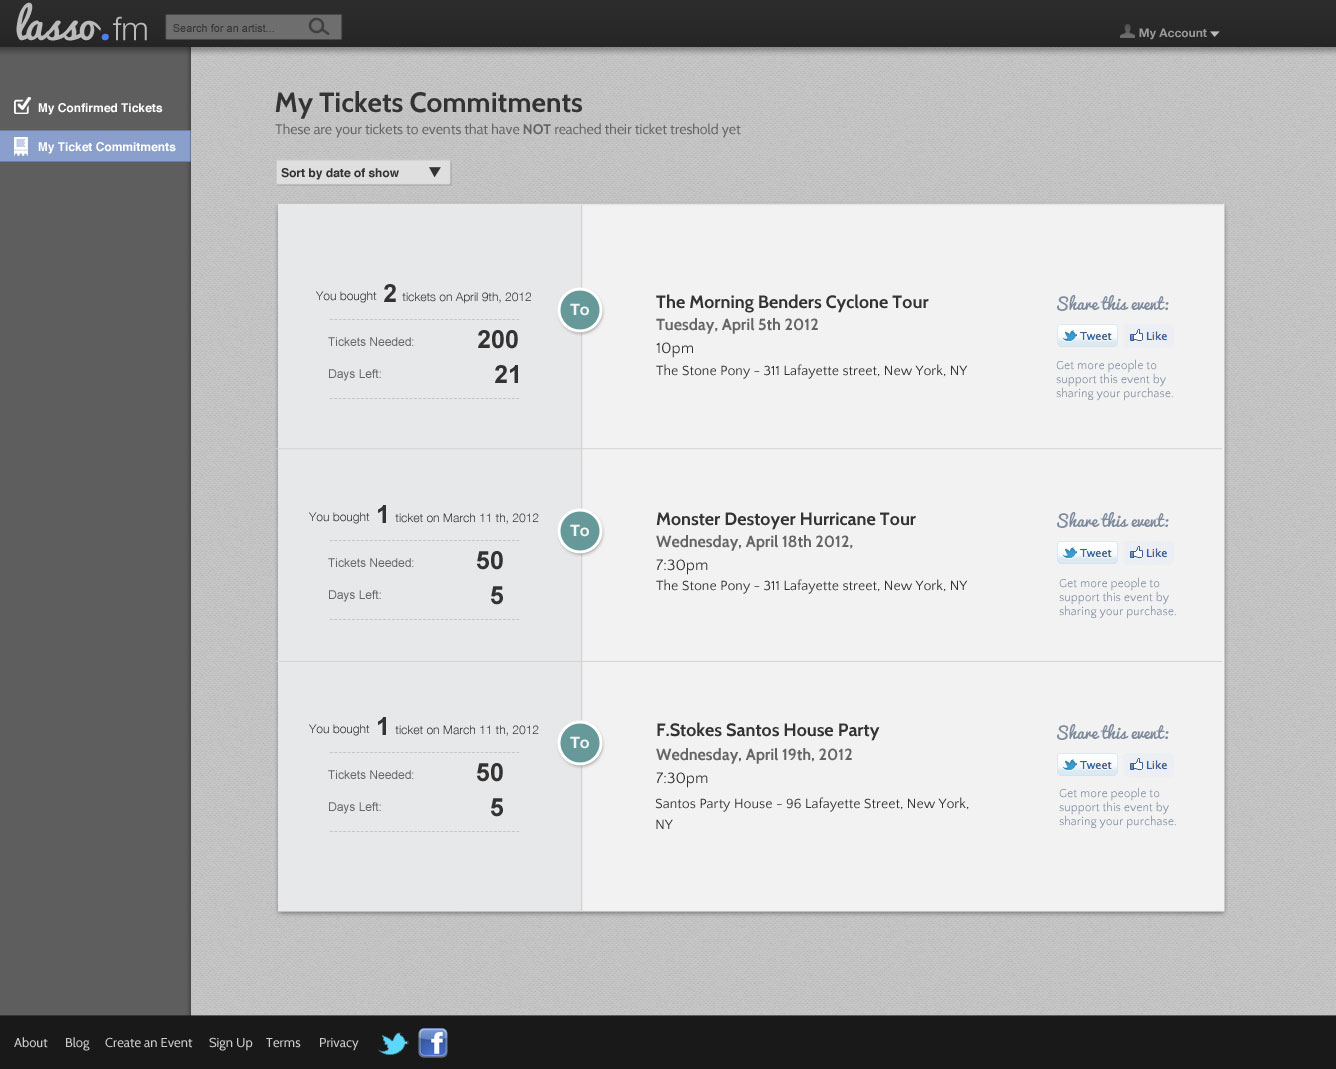 lasso.fm
Search for an artist...
My Account
My Confirmed Tickets
My Ticket Commitments
My Tickets Commitments
These are your tickets to events that have NOT reached their ticket treshold yet
Sort by date of show
You bought 2 tickets on April 9th, 2012
Tickets Needed: 200
Days Left: 21
To
The Morning Benders Cyclone Tour
Tuesday, April 5th 2012
10pm
The Stone Pony - 311 Lafayette street, New York, NY
Share this event:
Tweet Like
Get more people to
support this event by
sharing your purchase.
You bought 1 ticket on March 11 th, 2012
Tickets Needed: 50
Days Left: 5
To
Monster Destoyer Hurricane Tour
Wednesday, April 18th 2012,
7:30pm
The Stone Pony - 311 Lafayette street, New York, NY
Share this event:
Tweet Like
Get more people to
support this event by
sharing your purchase.
You bought 1 ticket on March 11 th, 2012
Tickets Needed: 50
Days Left: 5
To
F.Stokes Santos House Party
Wednesday, April 19th, 2012
7:30pm
Santos Party House - 96 Lafayette Street, New York,
NY
Share this event:
Tweet Like
Get more people to
support this event by
sharing your purchase.
About Blog Create an Event Sign Up Terms Privacy